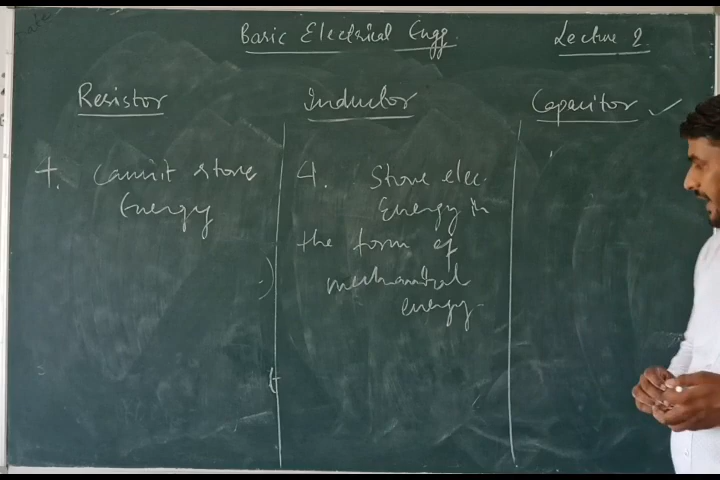 Basic Electrical Engg.
Lecture 2.
Resistor
Inductor
Capacitor ✓
4. Cannot store
Energy
4. Store elec.
Energy in
the form of
mechanical
energy.